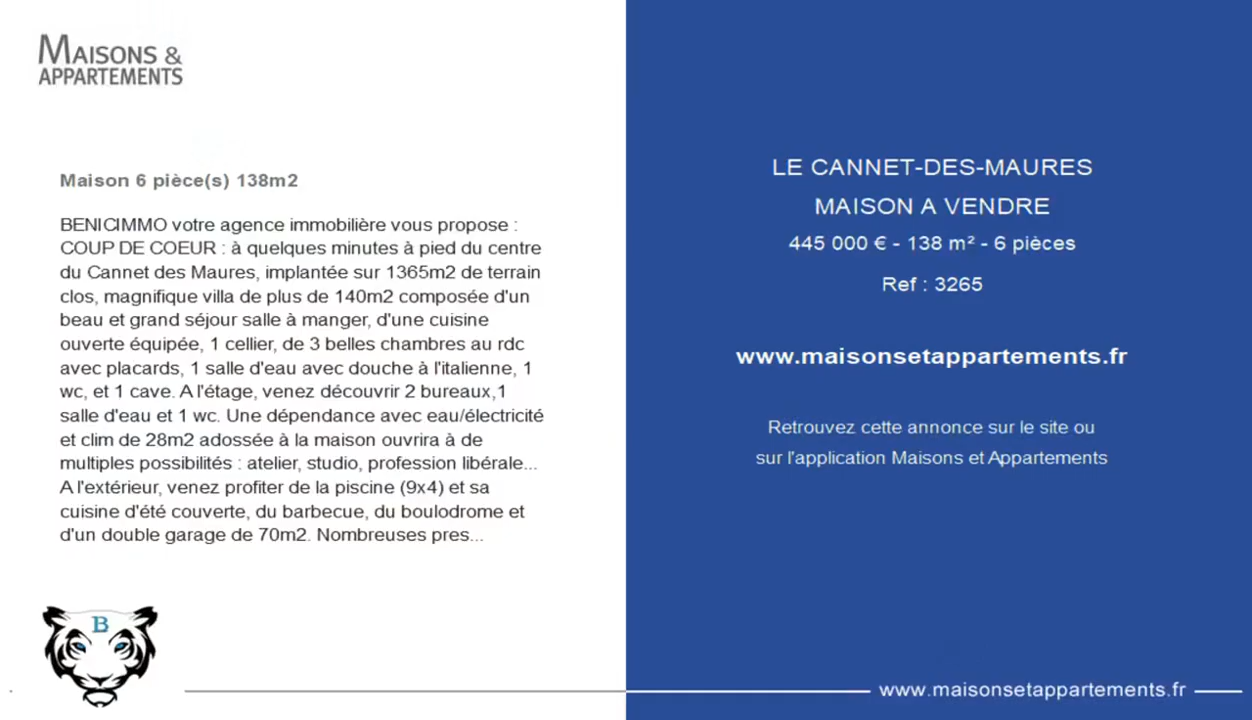 MAISONS &
APPARTEMENTS
Maison 6 pièce(s) 138m2
BENICIMMO votre agence immobilière vous propose :
COUP DE COEUR : à quelques minutes à pied du centre
du Cannet des Maures, implantée sur 1365m2 de terrain
clos, magnifique villa de plus de 140m2 composée d'un
beau et grand séjour salle à manger, d'une cuisine
ouverte équipée, 1 cellier, de 3 belles chambres au rdc
avec placards, 1 salle d'eau avec douche à l'italienne, 1
wc, et 1 cave. A l'étage, venez découvrir 2 bureaux,1
salle d'eau et 1 wc. Une dépendance avec eau/électricité
et clim de 28m2 adossée à la maison ouvrira à de
multiples possibilités : atelier, studio, profession libérale...
A l'extérieur, venez profiter de la piscine (9x4) et sa
cuisine d'été couverte, du barbecue, du boulodrome et
d'un double garage de 70m2. Nombreuses pres...
B
LE CANNET-DES-MAURES
MAISON A VENDRE
445 000 € - 138 m² - 6 pièces
Ref : 3265
www.maisonsetappartements.fr
Retrouvez cette annonce sur le site ou
sur l'application Maisons et Appartements
www.maisonsetappartements.fr